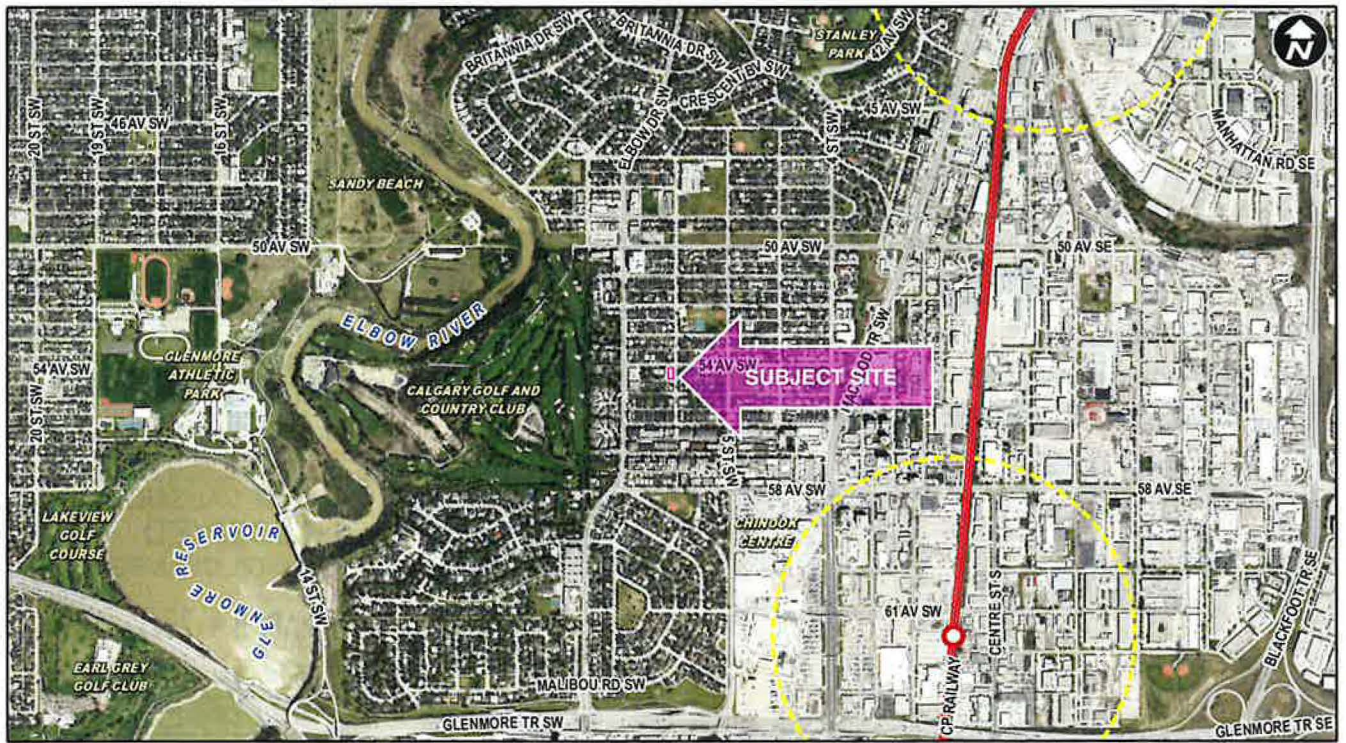 BRITANNIA DR SW
BRITANNIA DR SW
STANLEY
PARK
42 AV SW
N
CRESCENT BV SW
ELBOW DR SW
45 AV SW
4 ST SW
20 ST SW
19 ST SW
46 AV SW
16 ST SW
MANHATTAN RD SE
SANDY BEACH
50 AV SW
50 AV SW
50 AV SE
ELBOW RIVER
54 AV SW
GLENMORE
ATHLETIC
PARK
20 ST SW
CALGARY GOLF AND
COUNTRY CLUB
54 AV SW
SUBJECT SITE
5 ST SW
58 AV SW
58 AV SE
LAKEVIEW
GOLF
COURSE
GLENMORE RESERVOIR
14 ST SW
CHINOOK
CENTRE
61 AV SW
CENTRE ST S
CP RAILWAY
BLACKFOOT TR SE
EARL GREY
GOLF CLUB
MALIBOU RD SW
GLENMORE TR SW
GLENMORE TR SE